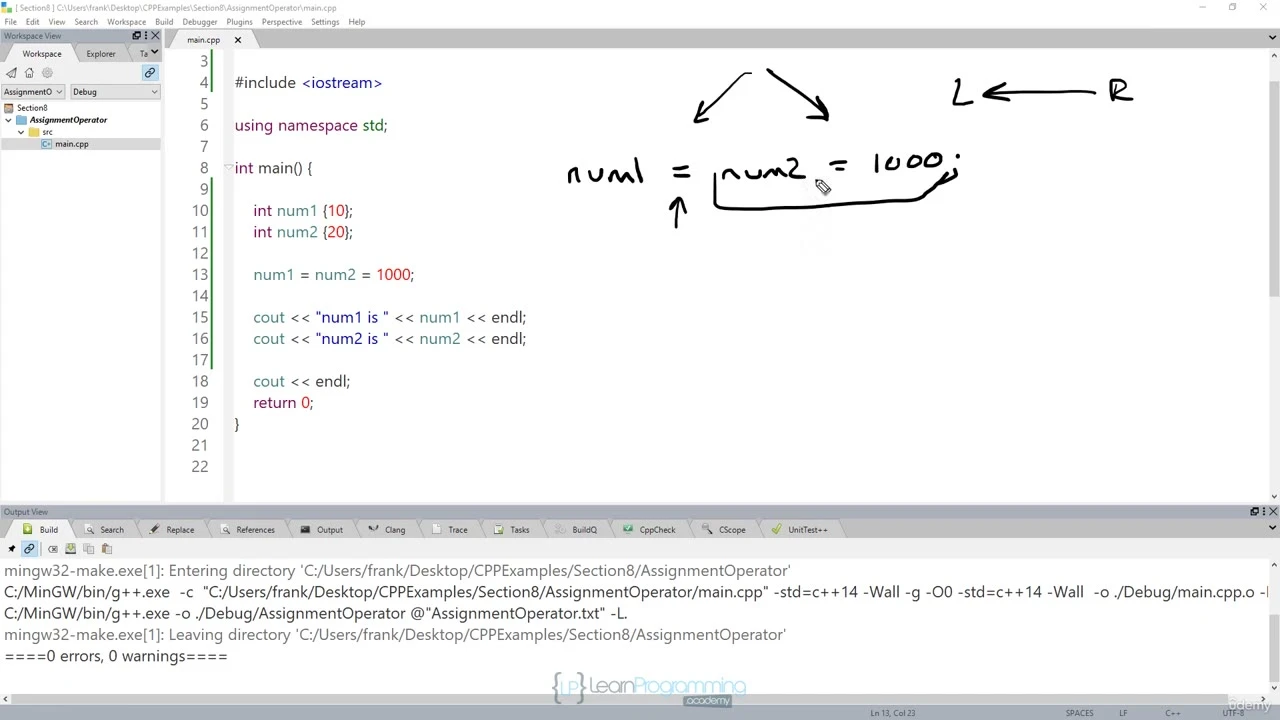 [ Section8 ] C:\Users\frank\Desktop\CPPExamples\Section8\AssignmentOperator\main.cpp
File Edit View Search Workspace Build Debugger Plugins Perspective Settings Help
Workspace View
Workspace Explorer Ta
AssignmentO Debug
Section8
AssignmentOperator
src
main.cpp
main.cpp
3
4 #include <iostream>
5
6 using namespace std;
7
8 int main() {
9
10 int num1 {10};
11 int num2 {20};
12
13 num1 = num2 = 1000;
14
15 cout << "num1 is " << num1 << endl;
16 cout << "num2 is " << num2 << endl;
17
18 cout << endl;
19 return 0;
20 }
21
22
L R
num1 = num2 = 1000;
Output View
Build Search Replace References Output Clang Trace Tasks BuildQ CppCheck CScope UnitTest++
mingw32-make.exe[1]: Entering directory 'C:/Users/frank/Desktop/CPPExamples/Section8/AssignmentOperator'
C:/MinGW/bin/g++.exe -c "C:/Users/frank/Desktop/CPPExamples/Section8/AssignmentOperator/main.cpp" -std=c++14 -Wall -g -O0 -std=c++14 -Wall -o ./Debug/main.cpp.o -I
C:/MinGW/bin/g++.exe -o ./Debug/AssignmentOperator @"AssignmentOperator.txt" -L.
mingw32-make.exe[1]: Leaving directory 'C:/Users/frank/Desktop/CPPExamples/Section8/AssignmentOperator'
====0 errors, 0 warnings====
{LP} LearnProgramming
.academy
Ln 13, Col 23 SPACES LF C++ UTF-8
udemy